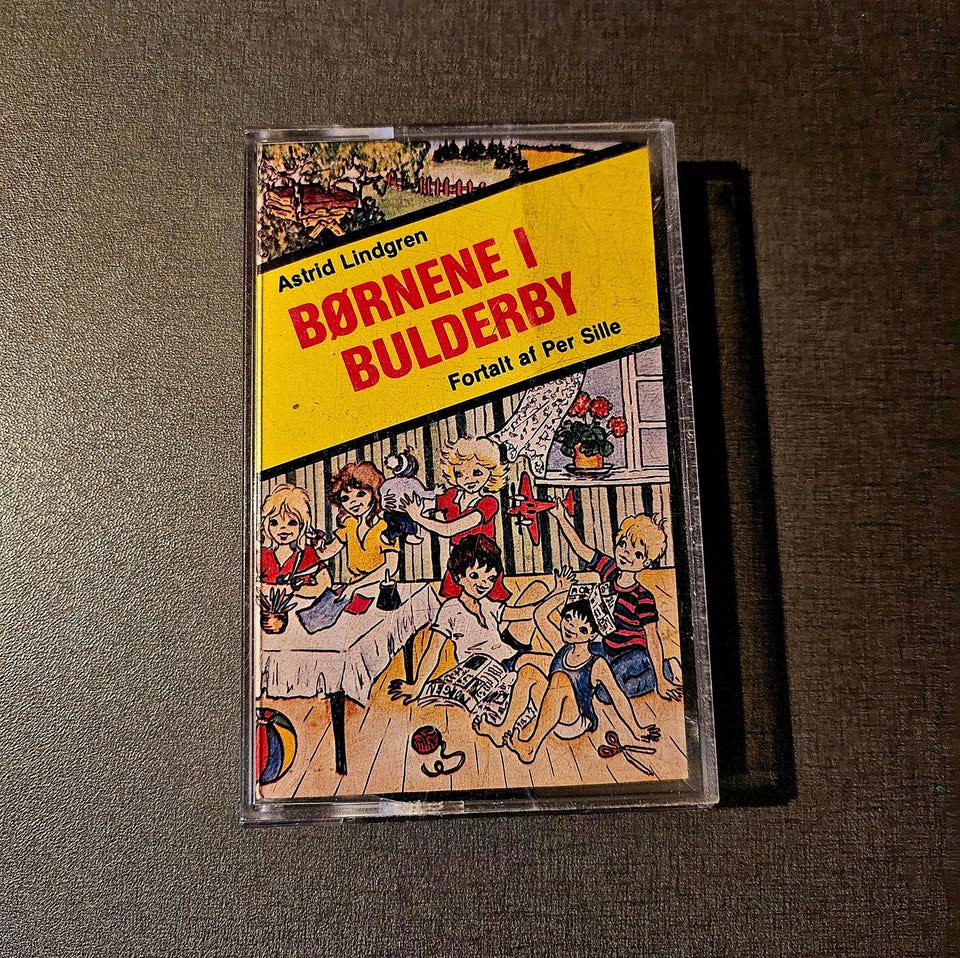 Astrid Lindgren
BØRNENE I
BULDERBY
Fortalt af Per Sille